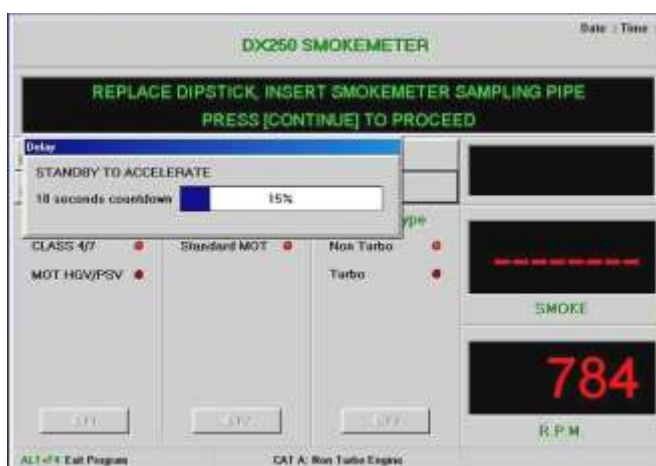 Date : Time :
DX250 SMOKEMETER
REPLACE DIPSTICK, INSERT SMOKEMETER SAMPLING PIPE
PRESS [CONTINUE] TO PROCEED
Delay
STANDBY TO ACCELERATE
10 seconds countdown 15%
ype
CLASS 4/7 Standard MOT Non Turbo
MOT HGV/PSV Turbo
SMOKE
784
R.P.M.
ALT+F4 Exit Program CAT A: Non Turbo Engine